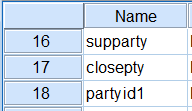 Name
16 supparty
17 closepty
18 partyid1